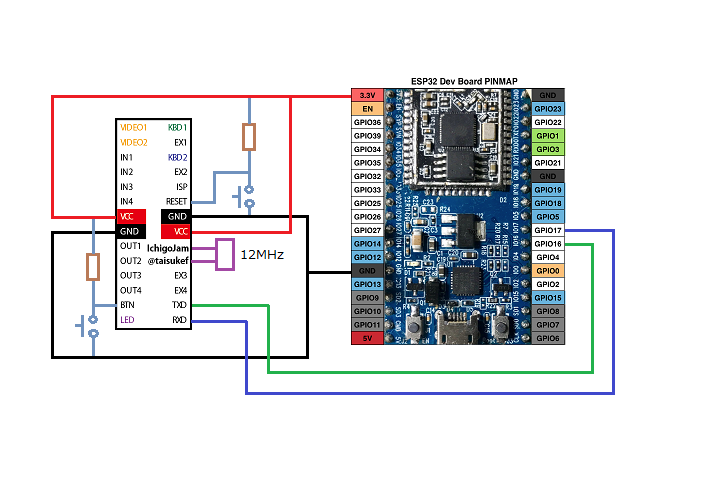 ESP32 Dev Board PINMAP
3.3V
EN
GPIO36
GPIO39
GPIO34
GPIO35
GPIO32
GPIO33
GPIO25
GPIO26
GPIO27
GPIO14
GPIO12
GND
GPIO13
GPIO9
GPIO10
GPIO11
5V
GND
GPIO23
GPIO22
GPIO1
GPIO3
GPIO21
GND
GPIO19
GPIO18
GPIO5
GPIO17
GPIO16
GPIO4
GPIO0
GPIO2
GPIO15
GPIO8
GPIO7
GPIO6
VIDEO1 KBD1
VIDEO2 EX1
IN1 KBD2
IN2 EX2
IN3 ISP
IN4 RESET
VCC GND
GND VCC
OUT1 IchigoJam
OUT2 @taisukef
OUT3 EX3
OUT4 EX4
BTN TXD
LED RXD
12MHz